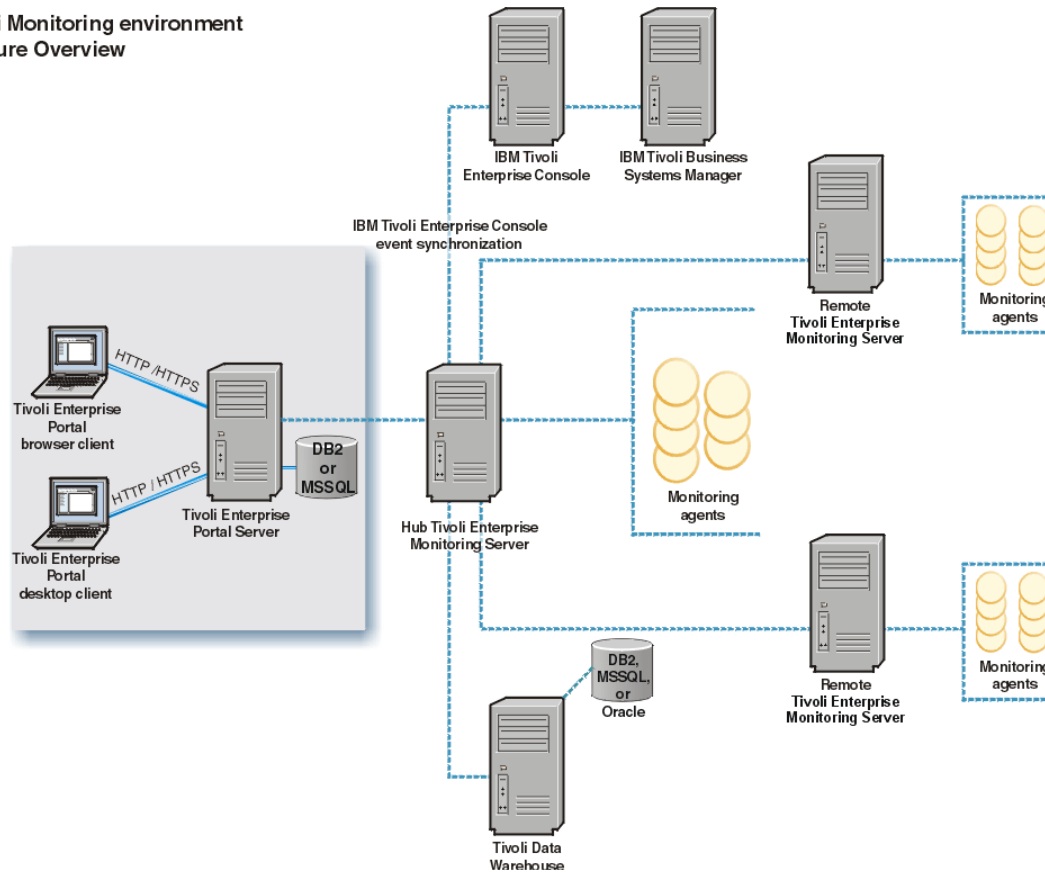 i Monitoring environment
ure Overview
IBM Tivoli
Enterprise Console
IBM Tivoli Business
Systems Manager
IBM Tivoli Enterprise Console
event synchronization
Remote
Tivoli Enterprise
Monitoring Server
Monitoring
agents
HTTP /HTTPS
Tivoli Enterprise
Portal
browser client
DB2
or
MSSQL
HTTP / HTTPS
Tivoli Enterprise
Portal Server
Tivoli Enterprise
Portal
desktop client
Hub Tivoli Enterprise
Monitoring Server
Monitoring
agents
DB2,
MSSQL,
or
Oracle
Remote
Tivoli Enterprise
Monitoring Server
Monitoring
agents
Tivoli Data
Warehouse